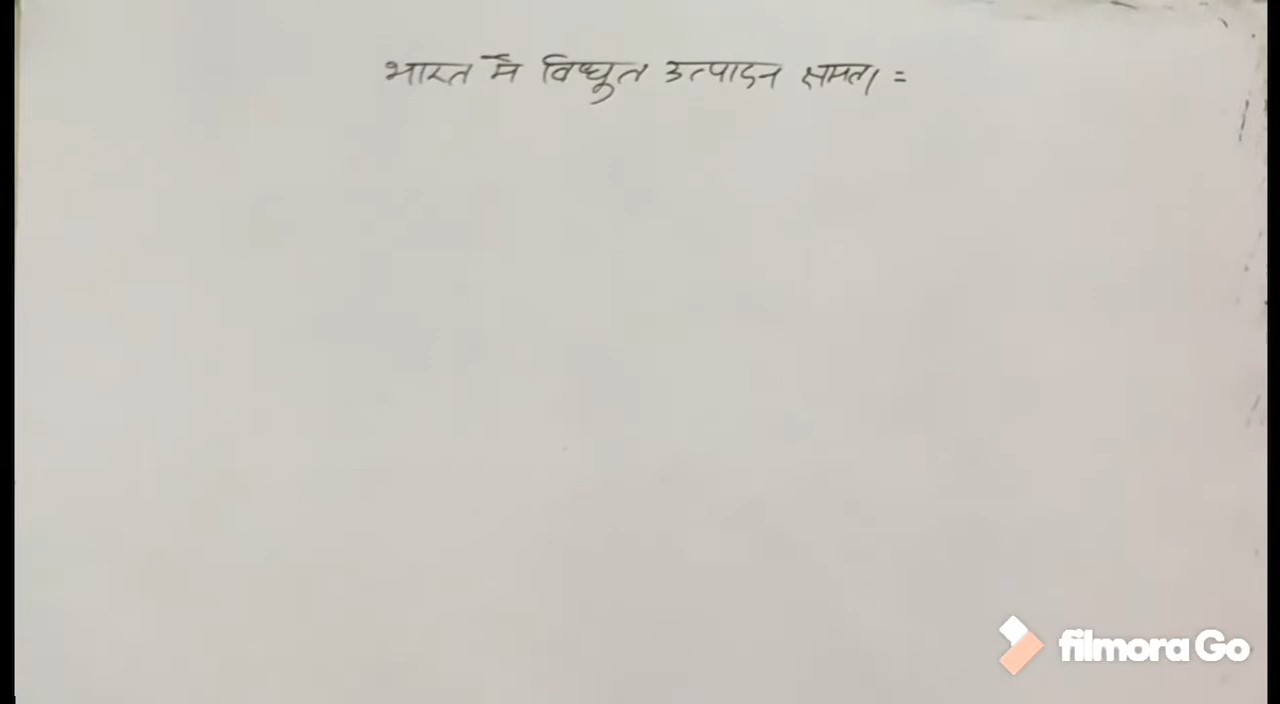 भारत में विधुत उत्पादन क्षमता =
filmora Go